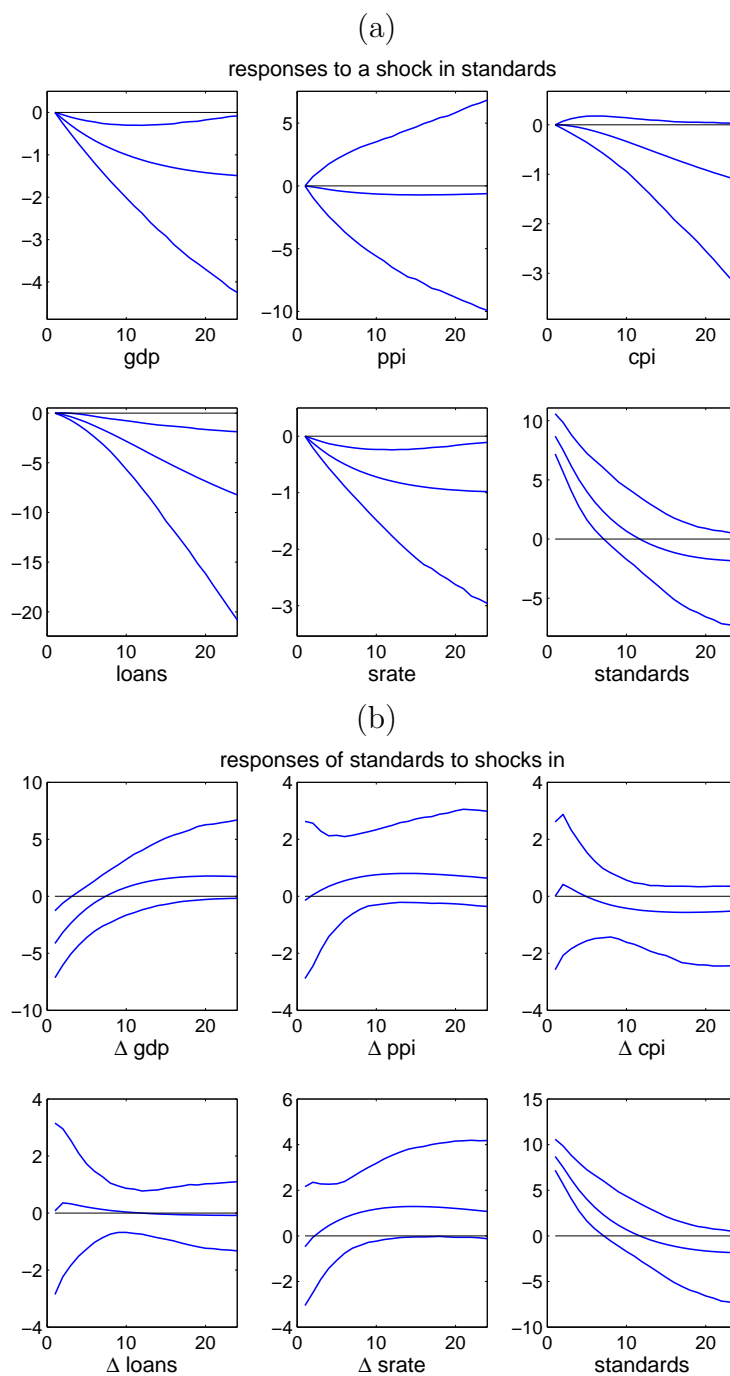 (a)
responses to a shock in standards
0
−1
−2
−3
−4
0 10 20
gdp
5
0
−5
−10
0 10 20
ppi
0
−1
−2
−3
0 10 20
cpi
0
−5
−10
−15
−20
0 10 20
loans
0
−1
−2
−3
0 10 20
srate
10
5
0
−5
0 10 20
standards
(b)
responses of standards to shocks in
10
5
0
−5
−10
0 10 20
Δ gdp
4
2
0
−2
−4
0 10 20
Δ ppi
4
2
0
−2
−4
0 10 20
Δ cpi
4
2
0
−2
−4
0 10 20
Δ loans
6
4
2
0
−2
−4
0 10 20
Δ srate
15
10
5
0
−5
−10
0 10 20
standards